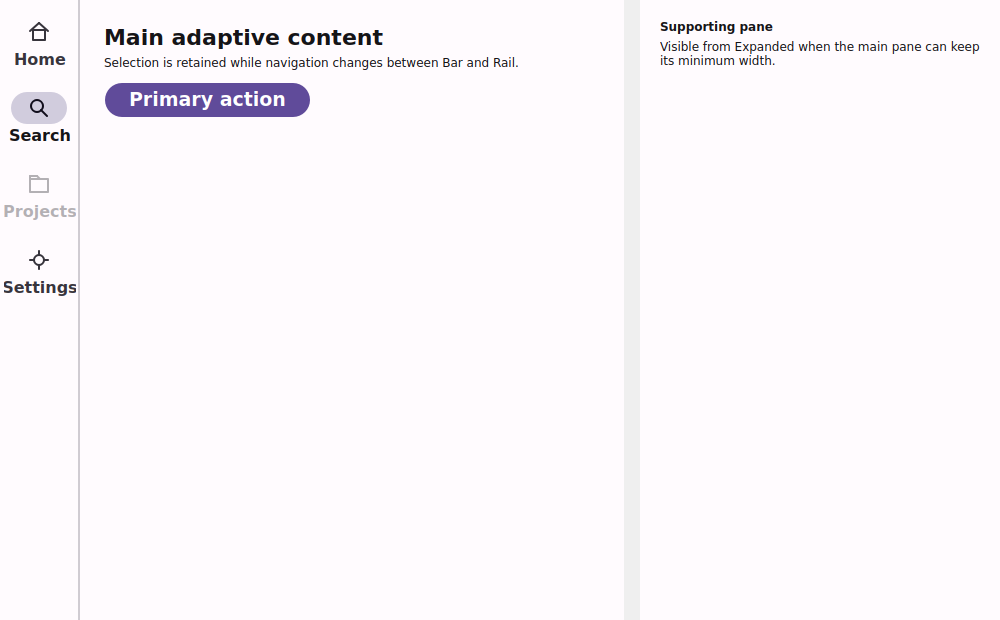 Home
Search
Projects
Settings
Main adaptive content
Selection is retained while navigation changes between Bar and Rail.
Primary action
Supporting pane
Visible from Expanded when the main pane can keep
its minimum width.